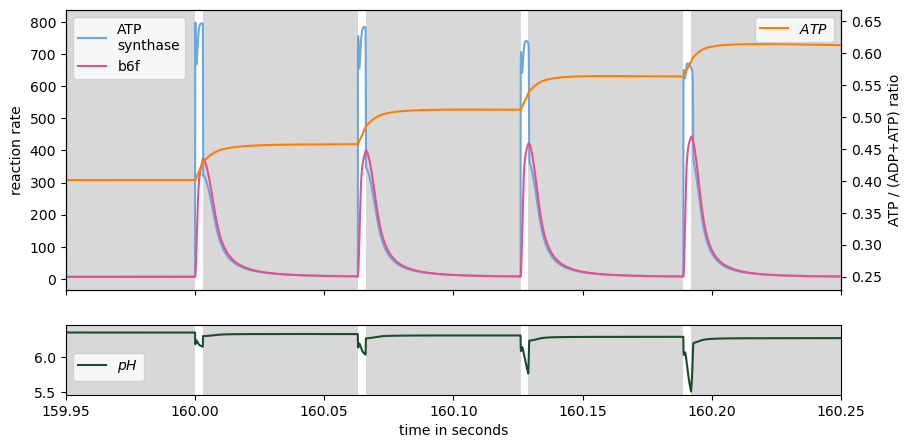 ATP
synthase
b6f
ATP
reaction rate
800
700
600
500
400
300
200
100
0
0.65
0.60
0.55
0.50
0.45
0.40
0.35
0.30
0.25
ATP / (ADP+ATP) ratio
pH
6.0
5.5
159.95 160.00 160.05 160.10 160.15 160.20 160.25
time in seconds